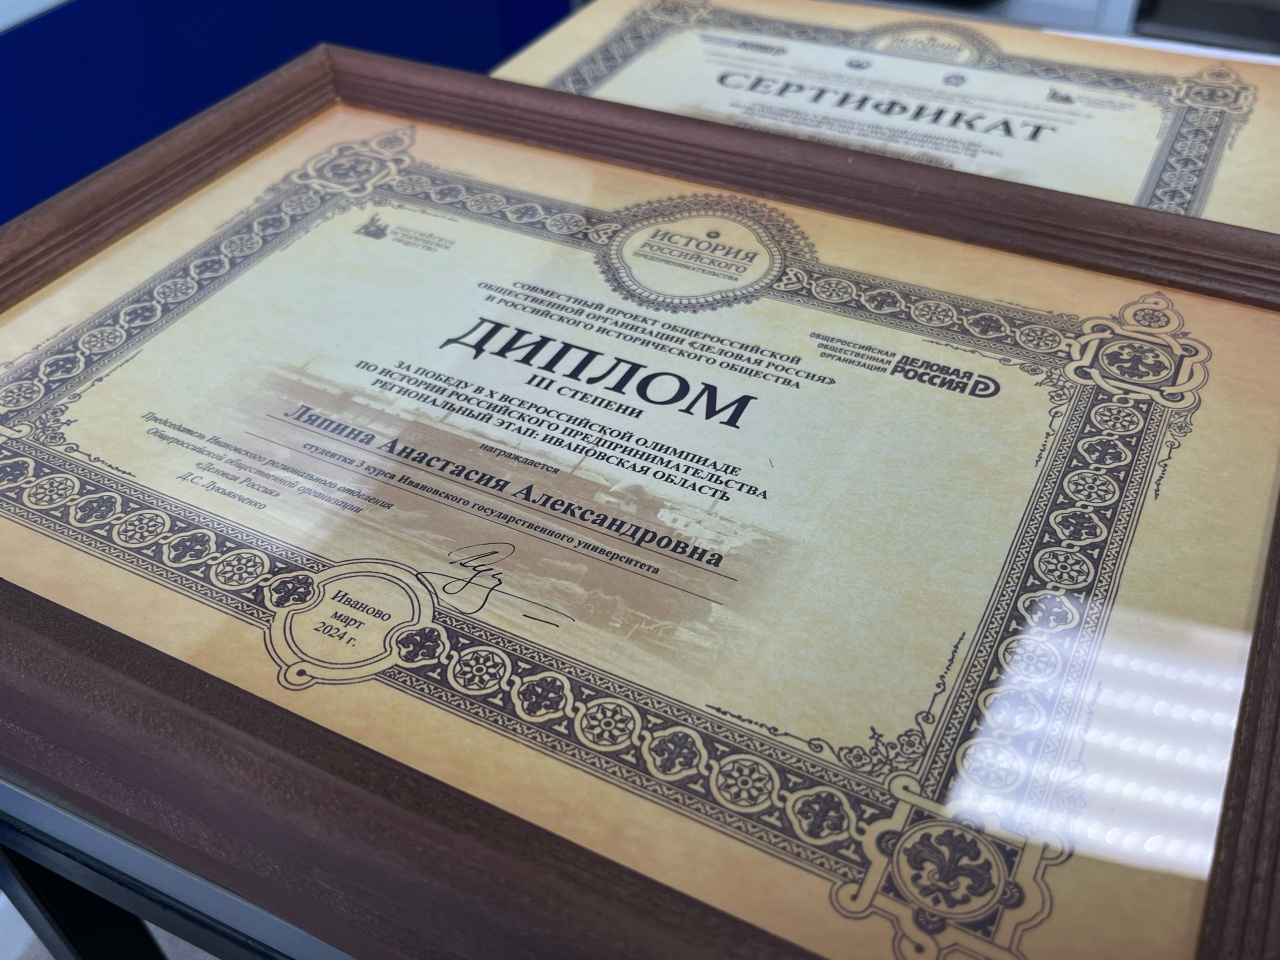 СЕРТИФИКАТ
ИСТОРИЯ
РОССИЙСКОГО
ПРЕДПРИНИМАТЕЛЬСТВА
РОССИЙСКОЕ
ИСТОРИЧЕСКОЕ
ОБЩЕСТВО
СОВМЕСТНЫЙ ПРОЕКТ ОБЩЕРОССИЙСКОЙ
ОБЩЕСТВЕННОЙ ОРГАНИЗАЦИИ «ДЕЛОВАЯ РОССИЯ»
И РОССИЙСКОГО ИСТОРИЧЕСКОГО ОБЩЕСТВА
ОБЩЕРОССИЙСКАЯ
ОБЩЕСТВЕННАЯ
ОРГАНИЗАЦИЯ
ДЕЛОВАЯ
РОССИЯ
ДИПЛОМ
III СТЕПЕНИ
ЗА ПОБЕДУ В X ВСЕРОССИЙСКОЙ ОЛИМПИАДЕ
ПО ИСТОРИИ РОССИЙСКОГО ПРЕДПРИНИМАТЕЛЬСТВА
РЕГИОНАЛЬНЫЙ ЭТАП: ИВАНОВСКАЯ ОБЛАСТЬ
награждается
Ляпина Анастасия Александровна
студентка 3 курса Ивановского государственного университета
Председатель Ивановского регионального отделения
Общероссийской общественной организации
«Деловая Россия»
Д.С. Лукьянченко
Иваново
март
2024 г.